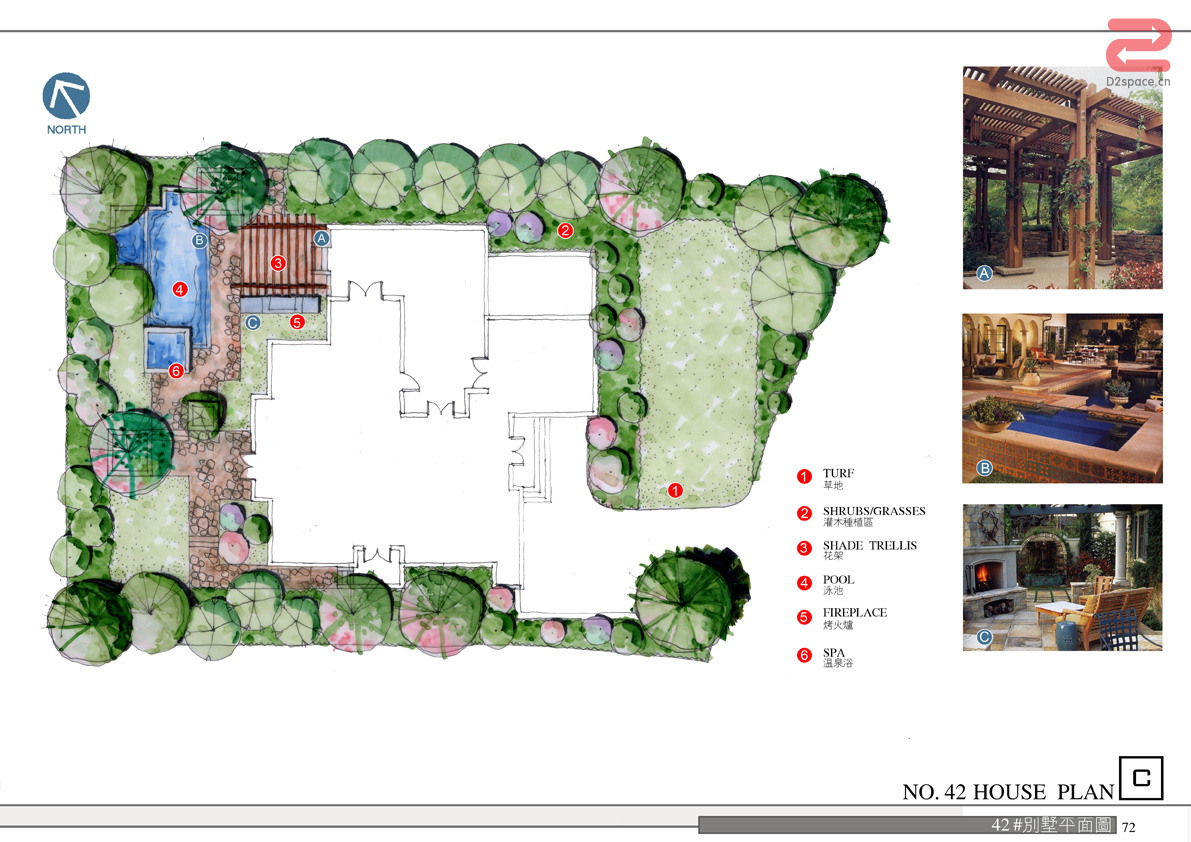 D2space.cn
NORTH
A
B
A
2
3
4
C
5
6
1
A
B
C
1 TURF
草地
2 SHRUBS/GRASSES
灌木種植區
3 SHADE TRELLIS
花架
4 POOL
泳池
5 FIREPLACE
烤火爐
6 SPA
溫泉浴
NO. 42 HOUSE PLAN C
42#別墅平面圖 72